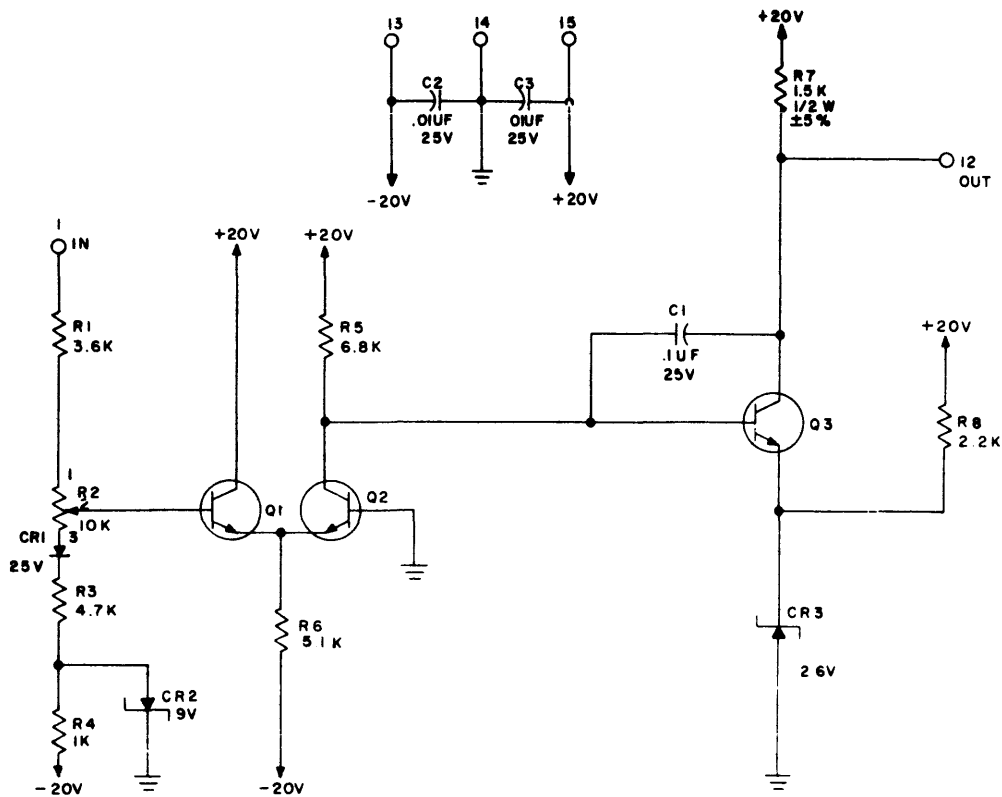 13
14
15
C2
.01UF
25V
C3
01UF
25V
-20V
+20V
+20V
R7
1.5K
1/2 W
±5%
12
OUT
1
IN
R1
3.6K
+20V
+20V
R5
6.8K
C1
.1UF
25V
+20V
R8
2.2K
Q3
1
R2
2
10K
3
CR1
25V
R3
4.7K
Q1
Q2
R6
5.1K
CR2
9V
R4
1K
-20V
-20V
CR3
2.6V